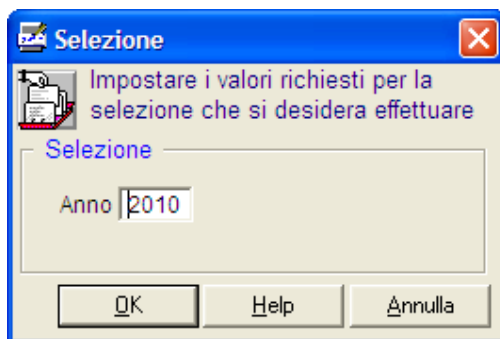 Selezione
Impostare i valori richiesti per la
selezione che si desidera effettuare
Selezione
Anno 2010
OK Help Annulla